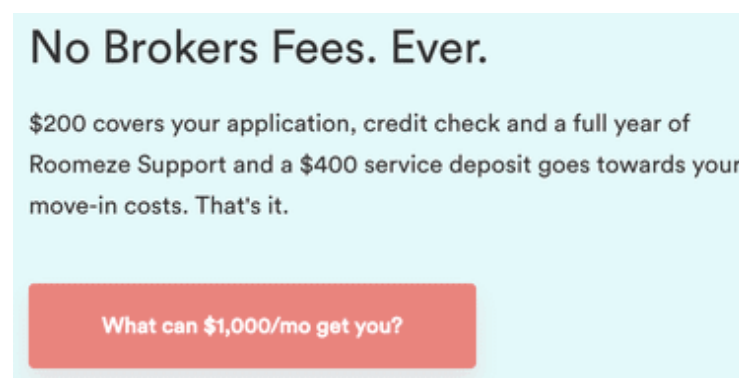 No Brokers Fees. Ever.
$200 covers your application, credit check and a full year of
Roomeze Support and a $400 service deposit goes towards your
move-in costs. That's it.
What can $1,000/mo get you?